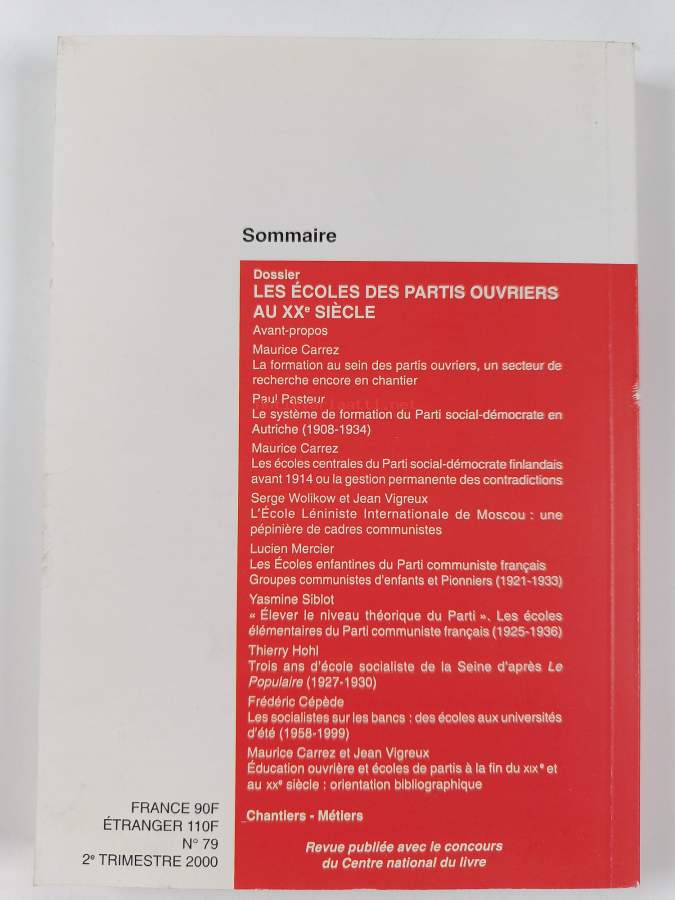 Sommaire
Dossier
LES ÉCOLES DES PARTIS OUVRIERS
AU XXe SIÈCLE
Avant-propos
Maurice Carrez
La formation au sein des partis ouvriers, un secteur de
recherche encore en chantier
Paul Pasteur
Le système de formation du Parti social-démocrate en
Autriche (1908-1934)
Maurice Carrez
Les écoles centrales du Parti social-démocrate finlandais
avant 1914 ou la gestion permanente des contradictions
Serge Wolikow et Jean Vigreux
L'École Léniniste Internationale de Moscou : une
pépinière de cadres communistes
Lucien Mercier
Les Écoles enfantines du Parti communiste français
Groupes communistes d'enfants et Pionniers (1921-1933)
Yasmine Siblot
« Élever le niveau théorique du Parti ». Les écoles
élémentaires du Parti communiste français (1925-1936)
Thierry Hohl
Trois ans d'école socialiste de la Seine d'après Le
Populaire (1927-1930)
Frédéric Cépède
Les socialistes sur les bancs : des écoles aux universités
d'été (1958-1999)
Maurice Carrez et Jean Vigreux
Éducation ouvrière et écoles de partis à la fin du XIXe et
au XXe siècle : orientation bibliographique
Chantiers - Métiers
Revue publiée avec le concours
du Centre national du livre
FRANCE 90F
ÉTRANGER 110F
N° 79
2e TRIMESTRE 2000